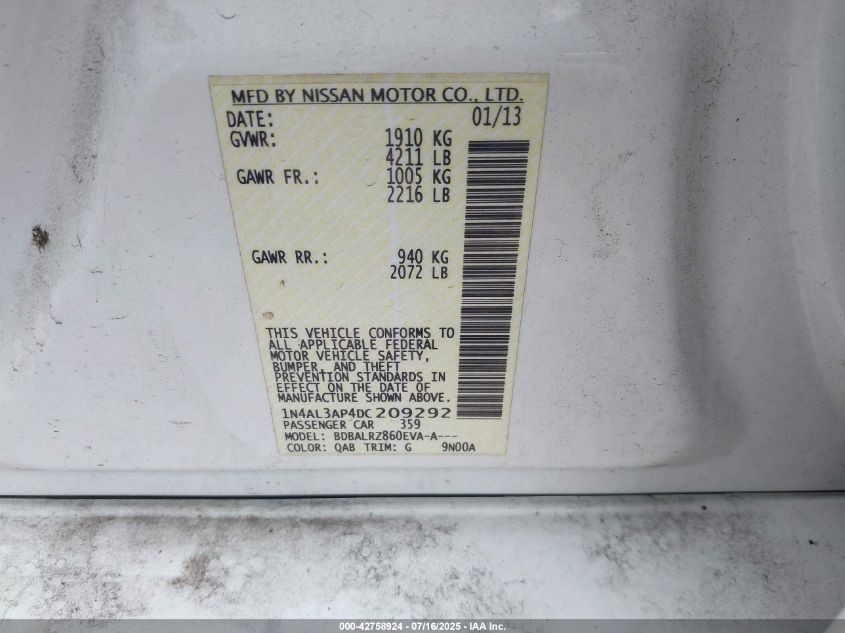 MFD BY NISSAN MOTOR CO., LTD.
DATE: 01/13
GVWR: 1910 KG
4211 LB
GAWR FR.: 1005 KG
2216 LB
GAWR RR.: 940 KG
2072 LB
THIS VEHICLE CONFORMS TO
ALL APPLICABLE FEDERAL
MOTOR VEHICLE SAFETY,
BUMPER, AND THEFT
PREVENTION STANDARDS IN
EFFECT ON THE DATE OF
MANUFACTURE SHOWN ABOVE.
1N4AL3AP4DC209292
PASSENGER CAR 359
MODEL: BDBALRZ860EVA-A---
COLOR: QAB TRIM: G 9N00A
000-42758924 - 07/16/2025 - IAA Inc.